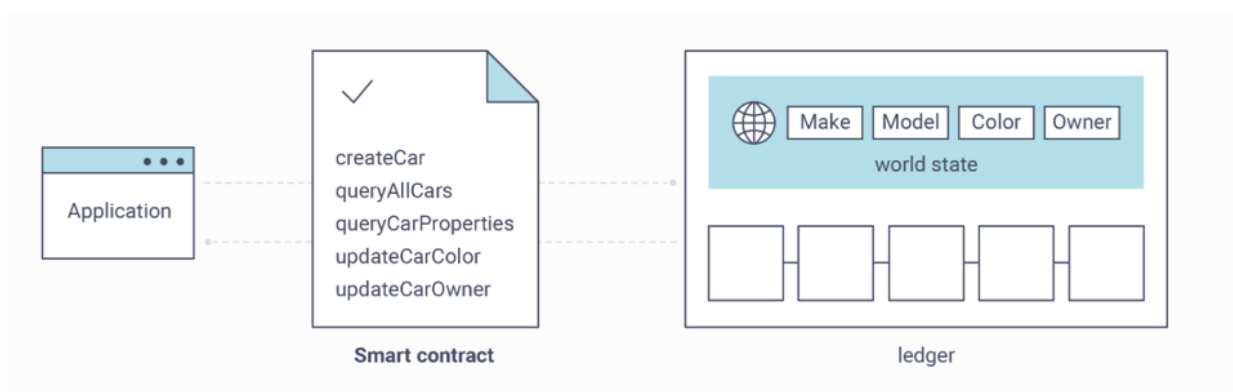 Application
createCar
queryAllCars
queryCarProperties
updateCarColor
updateCarOwner
Smart contract
Make Model Color Owner
world state
ledger